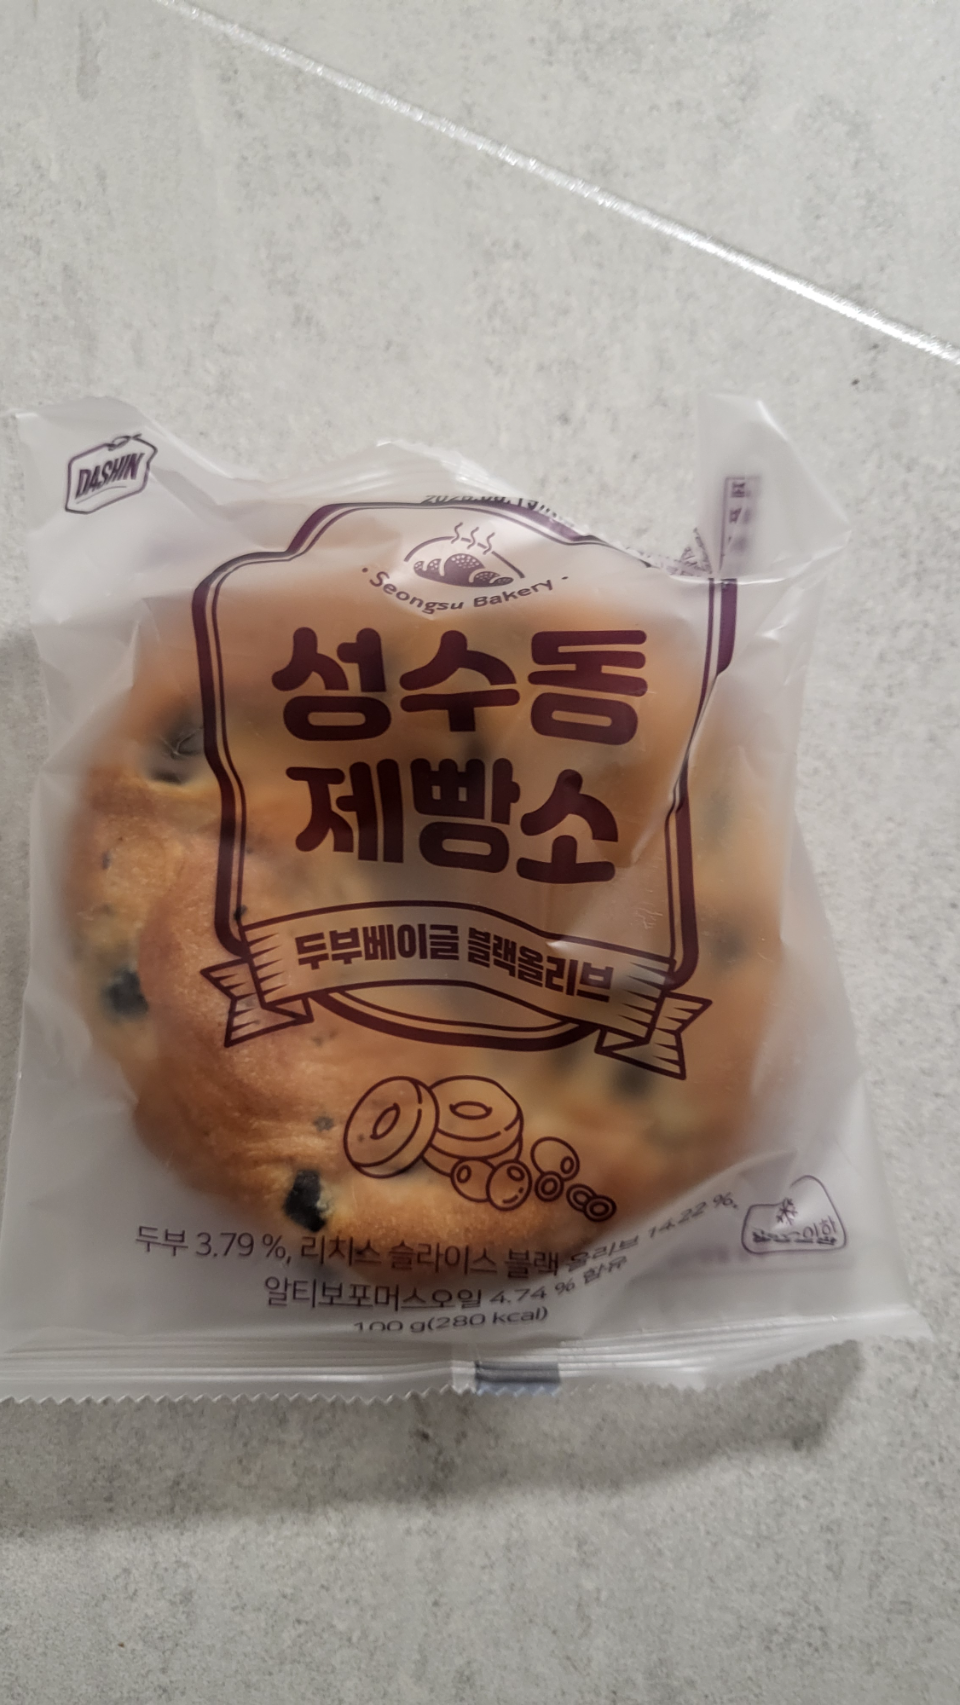 DASHIN
Seongsu Bakery
성수동
제빵소
두부베이글 블랙올리브
두부 3.79 %, 리치스 슬라이스 블랙 올리브 14.22 %,
알티보포머스오일 4.74 % 함유
100 g(280 kcal)